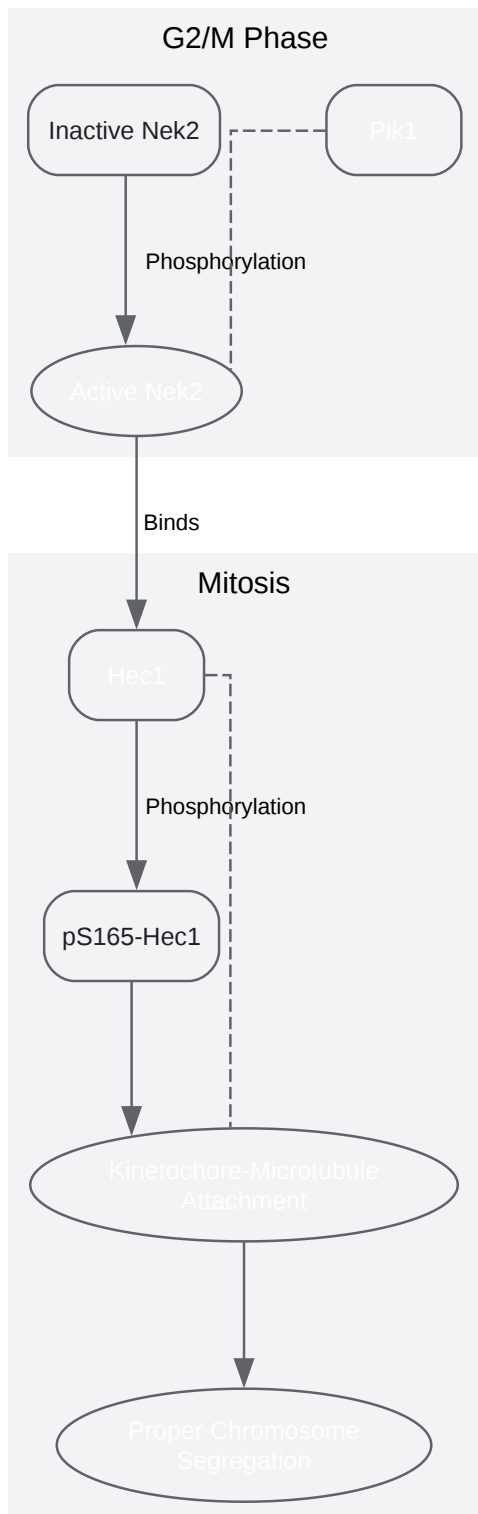 G2/M Phase
Inactive Nek2
Plk1
Phosphorylation
Active Nek2
Binds
Mitosis
Hec1
Phosphorylation
pS165-Hec1
Kinetochore-Microtubule
Attachment
Proper Chromosome
Segregation